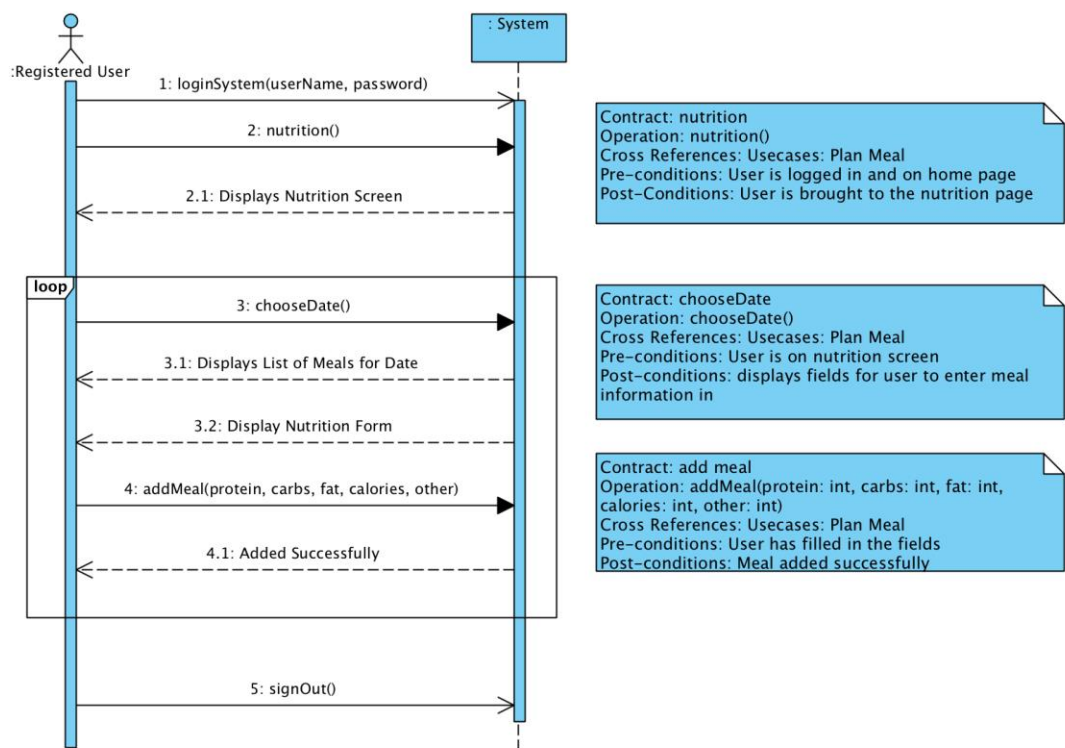 : System
:Registered User
1: loginSystem(userName, password)
2: nutrition()
2.1: Displays Nutrition Screen
loop
3: chooseDate()
3.1: Displays List of Meals for Date
3.2: Display Nutrition Form
4: addMeal(protein, carbs, fat, calories, other)
4.1: Added Successfully
5: signOut()
Contract: nutrition
Operation: nutrition()
Cross References: Usecases: Plan Meal
Pre-conditions: User is logged in and on home page
Post-Conditions: User is brought to the nutrition page
Contract: chooseDate
Operation: chooseDate()
Cross References: Usecases: Plan Meal
Pre-conditions: User is on nutrition screen
Post-conditions: displays fields for user to enter meal
information in
Contract: add meal
Operation: addMeal(protein: int, carbs: int, fat: int,
calories: int, other: int)
Cross References: Usecases: Plan Meal
Pre-conditions: User has filled in the fields
Post-conditions: Meal added successfully